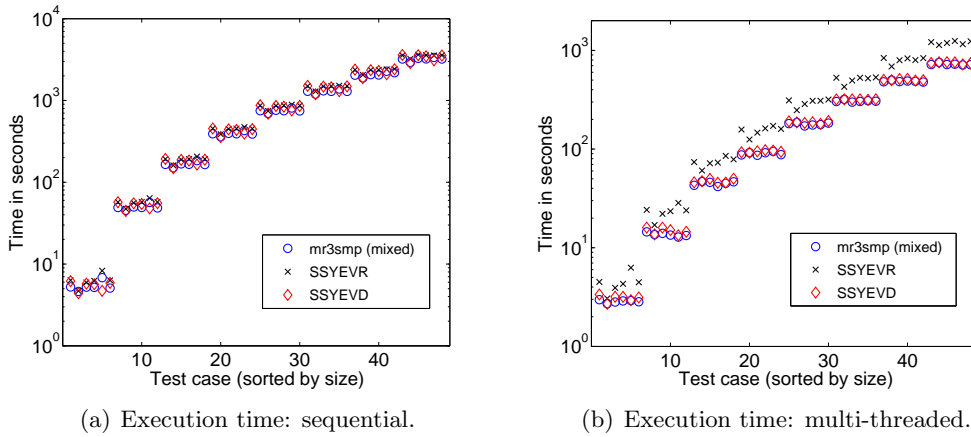 10^4
10^3
10^2
10^1
10^0
Time in seconds
10 20 30 40
Test case (sorted by size)
mr3smp (mixed)
SSYEVR
SSYEVD
(a) Execution time: sequential.
10^3
10^2
10^1
10^0
Time in seconds
10 20 30 40
Test case (sorted by size)
mr3smp (mixed)
SSYEVR
SSYEVD
(b) Execution time: multi-threaded.